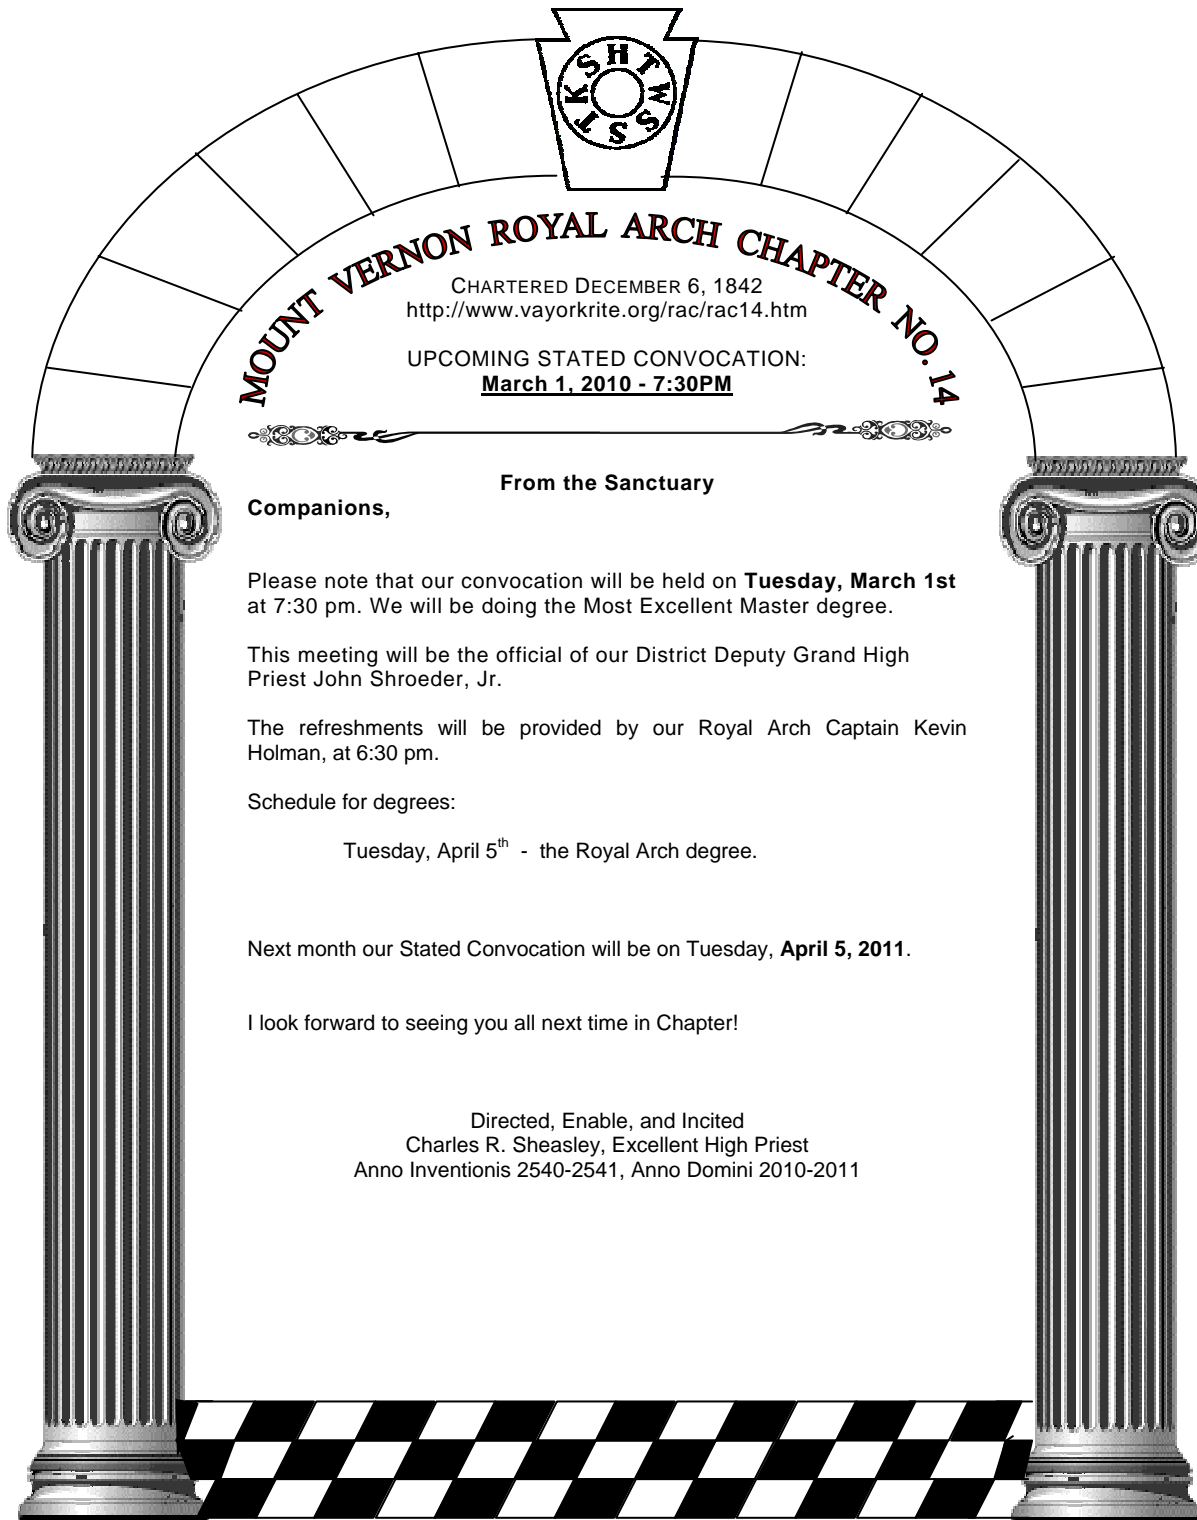 HTWSSTKS
MOUNT VERNON ROYAL ARCH CHAPTER NO. 14
CHARTERED DECEMBER 6, 1842
http://www.vayorkrite.org/rac/rac14.htm
UPCOMING STATED CONVOCATION:
March 1, 2010 - 7:30PM
From the Sanctuary
Companions,
Please note that our convocation will be held on Tuesday, March 1st
at 7:30 pm. We will be doing the Most Excellent Master degree.
This meeting will be the official of our District Deputy Grand High
Priest John Shroeder, Jr.
The refreshments will be provided by our Royal Arch Captain Kevin
Holman, at 6:30 pm.
Schedule for degrees:
Tuesday, April 5th - the Royal Arch degree.
Next month our Stated Convocation will be on Tuesday, April 5, 2011.
I look forward to seeing you all next time in Chapter!
Directed, Enable, and Incited
Charles R. Sheasley, Excellent High Priest
Anno Inventionis 2540-2541, Anno Domini 2010-2011